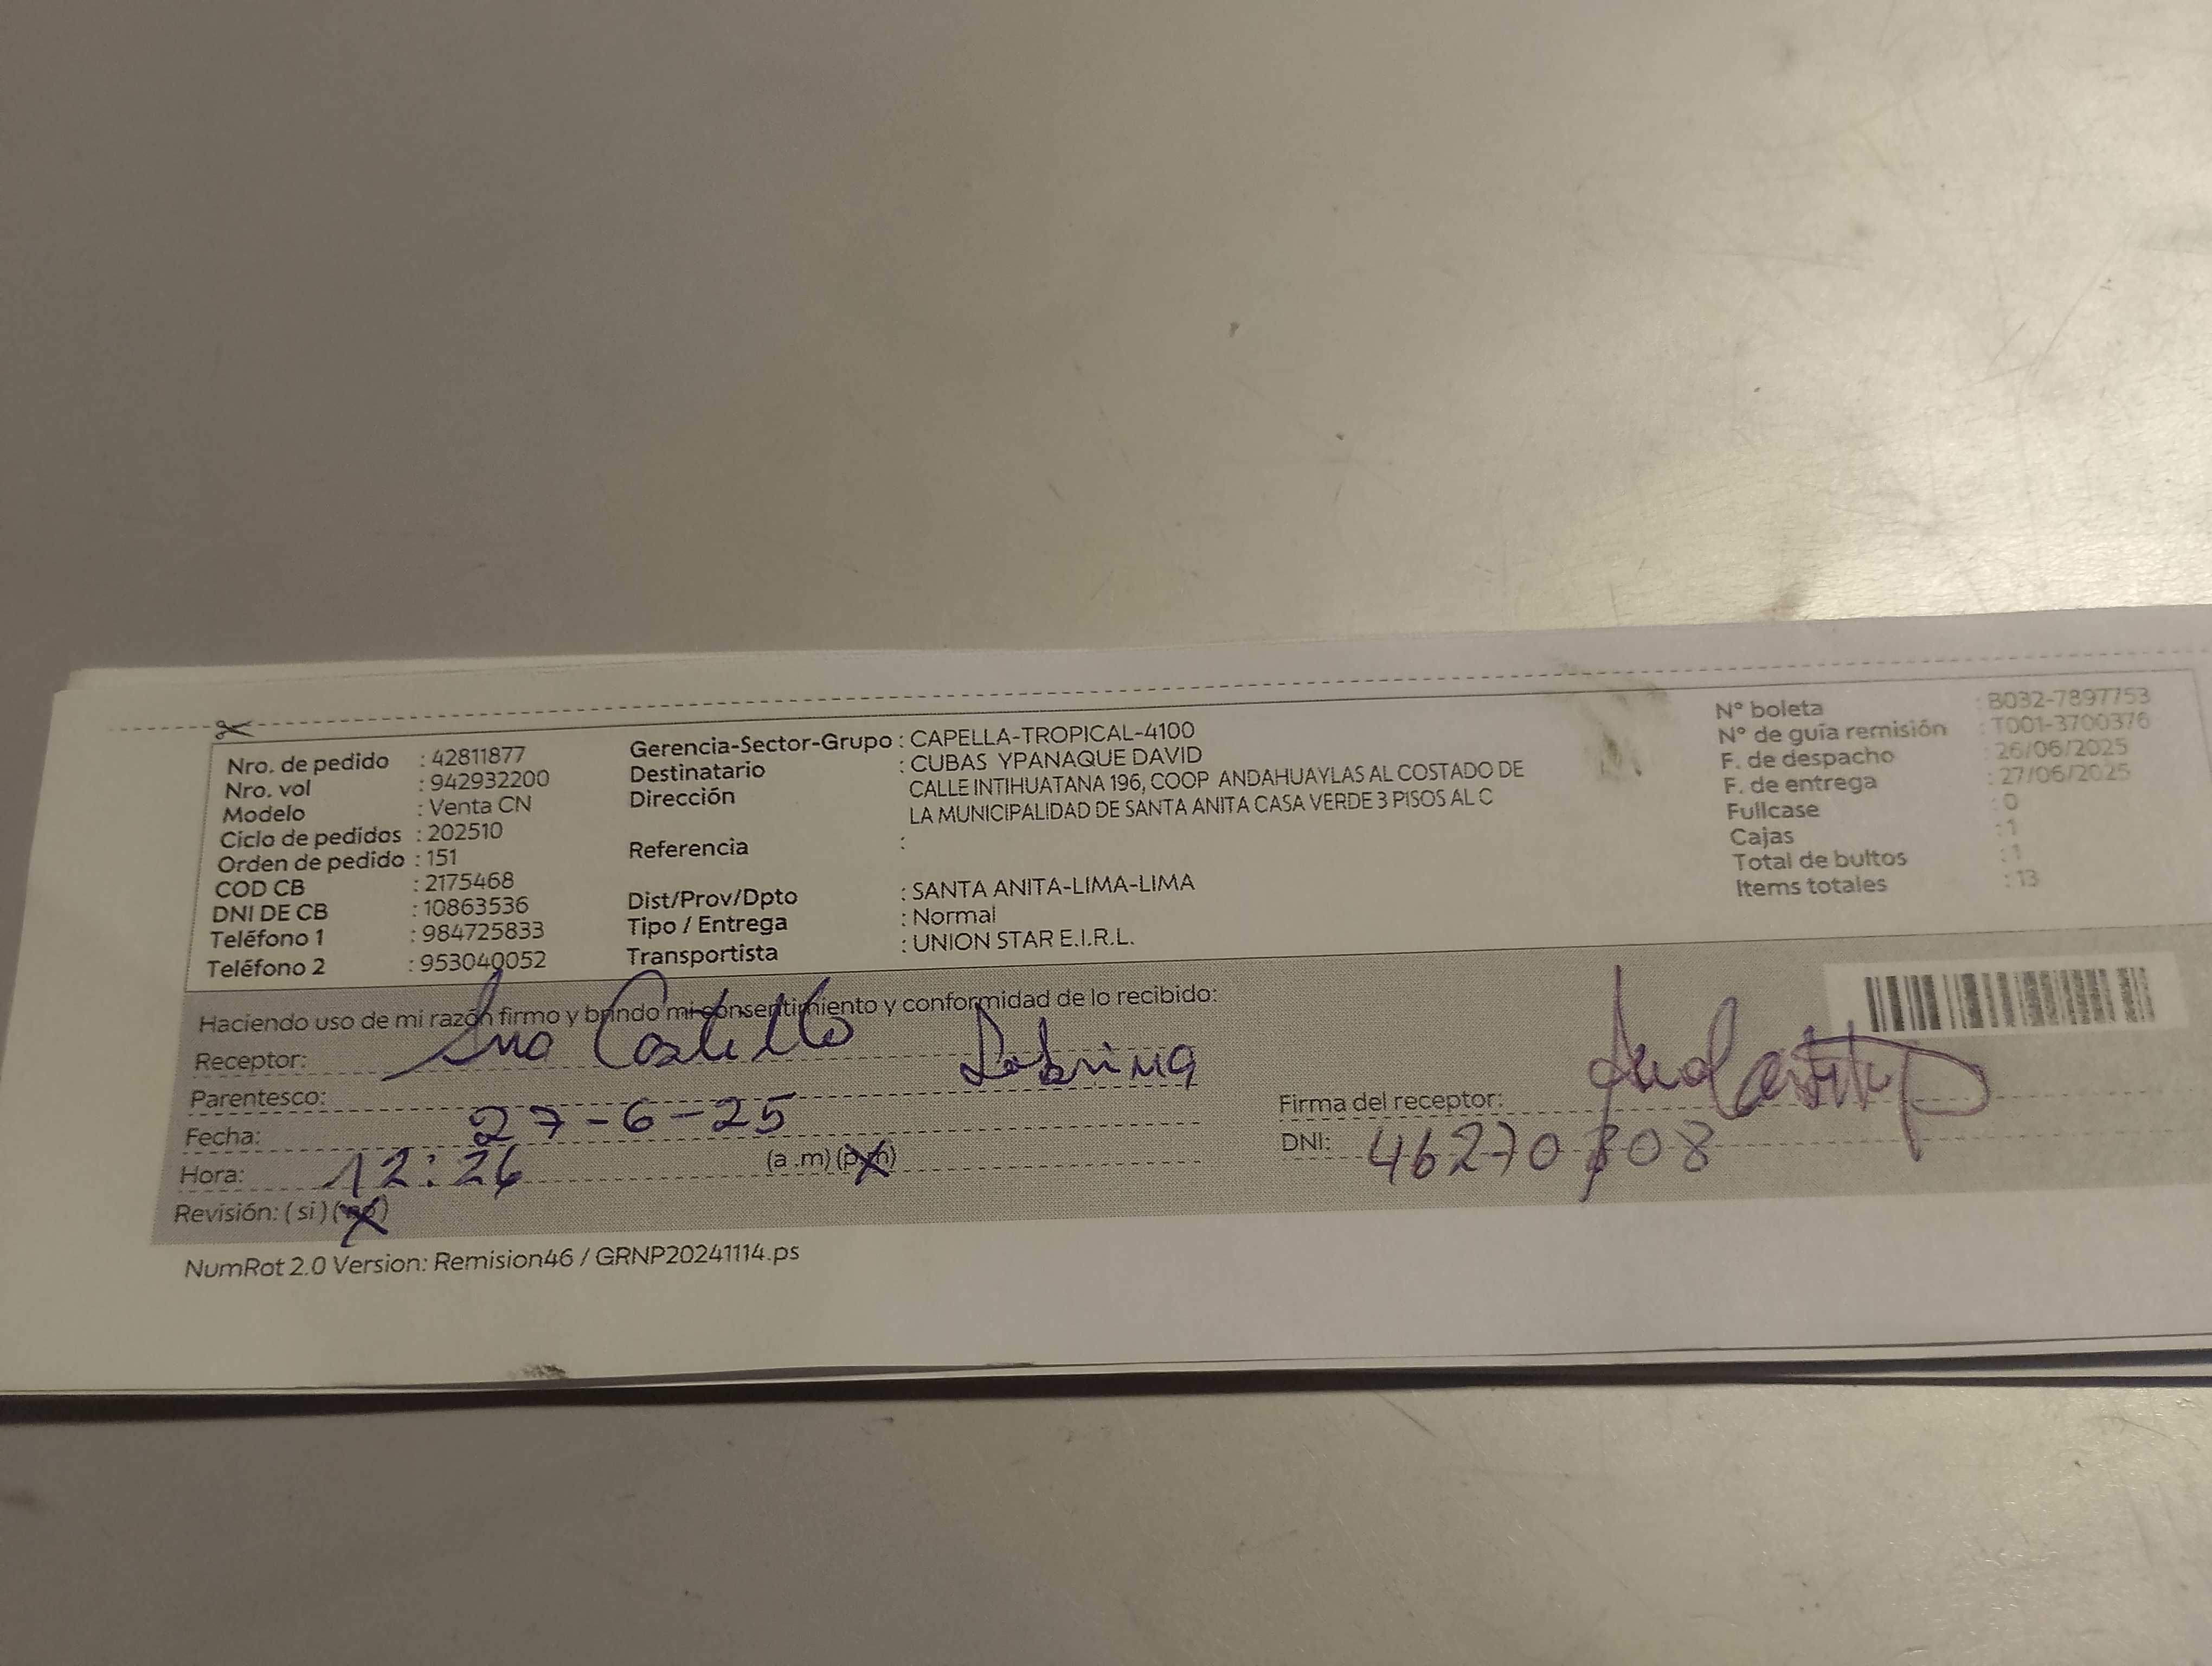 Nro. de pedido : 42811877
Nro. vol : 942932200
Modelo : Venta CN
Ciclo de pedidos : 202510
Orden de pedido : 151
COD CB : 2175468
DNI DE CB : 10863536
Teléfono 1 : 984725833
Teléfono 2 : 953040052
Gerencia-Sector-Grupo : CAPELLA-TROPICAL-4100
Destinatario : CUBAS YPANAQUE DAVID
Dirección CALLE INTIHUATANA 196, COOP ANDAHUAYLAS AL COSTADO DE
LA MUNICIPALIDAD DE SANTA ANITA CASA VERDE 3 PISOS AL C
Referencia :
Dist/Prov/Dpto : SANTA ANITA-LIMA-LIMA
Tipo / Entrega : Normal
Transportista : UNION STAR E.I.R.L.
N° boleta : B032-7897753
N° de guía remisión : T001-3700376
F. de despacho : 26/06/2025
F. de entrega : 27/06/2025
Fullcase : 0
Cajas : 1
Total de bultos : 1
Items totales : 13
Haciendo uso de mi razón firmo y brindo mi consentimiento y conformidad de lo recibido:
Receptor: Castillo
Parentesco: Sobrina
Fecha: 27-6-25
Hora: 12:26 (a .m) (p.m)
Revisión: ( si ) ( no )
Firma del receptor:
DNI:
NumRot 2.0 Version: Remision46 / GRNP20241114.ps